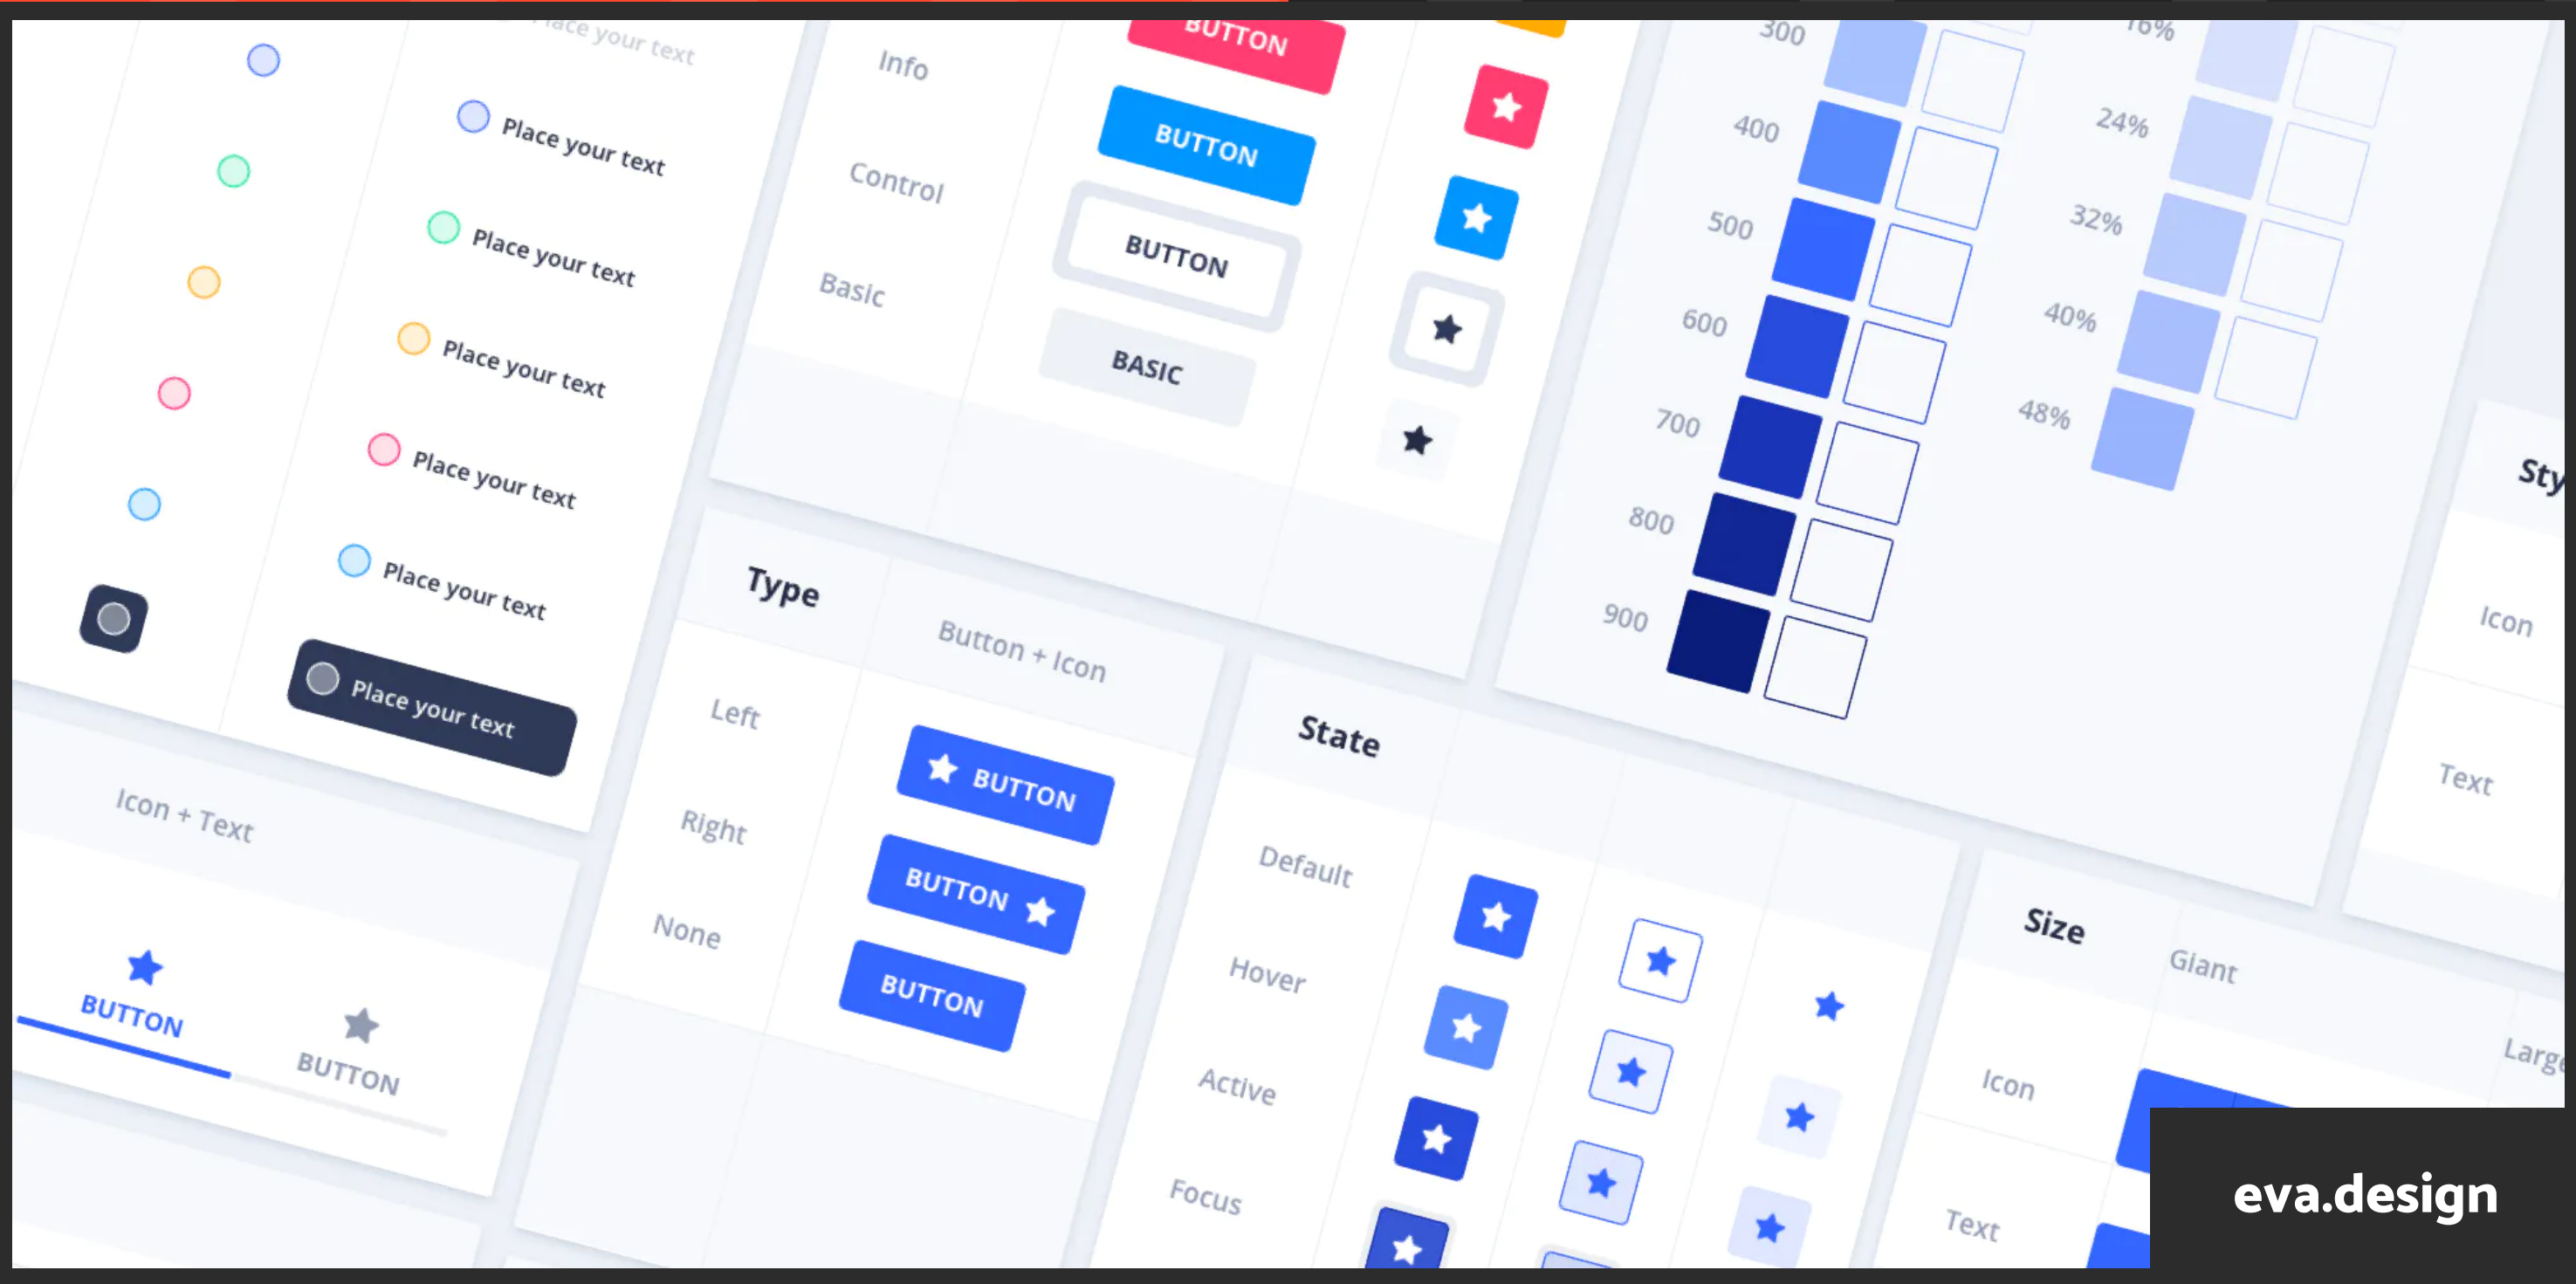 Place your text
Place your text
Place your text
Place your text
Place your text
Place your text
Place your text
Icon + Text
BUTTON
BUTTON
Info
Control
Basic
BUTTON
BUTTON
BUTTON
BASIC
Type
Button + Icon
Left
Right
None
BUTTON
BUTTON
BUTTON
300
400
500
600
700
800
900
16%
24%
32%
40%
48%
State
Default
Hover
Active
Focus
Size
Giant
Icon
Text
Icon
Text
eva.design